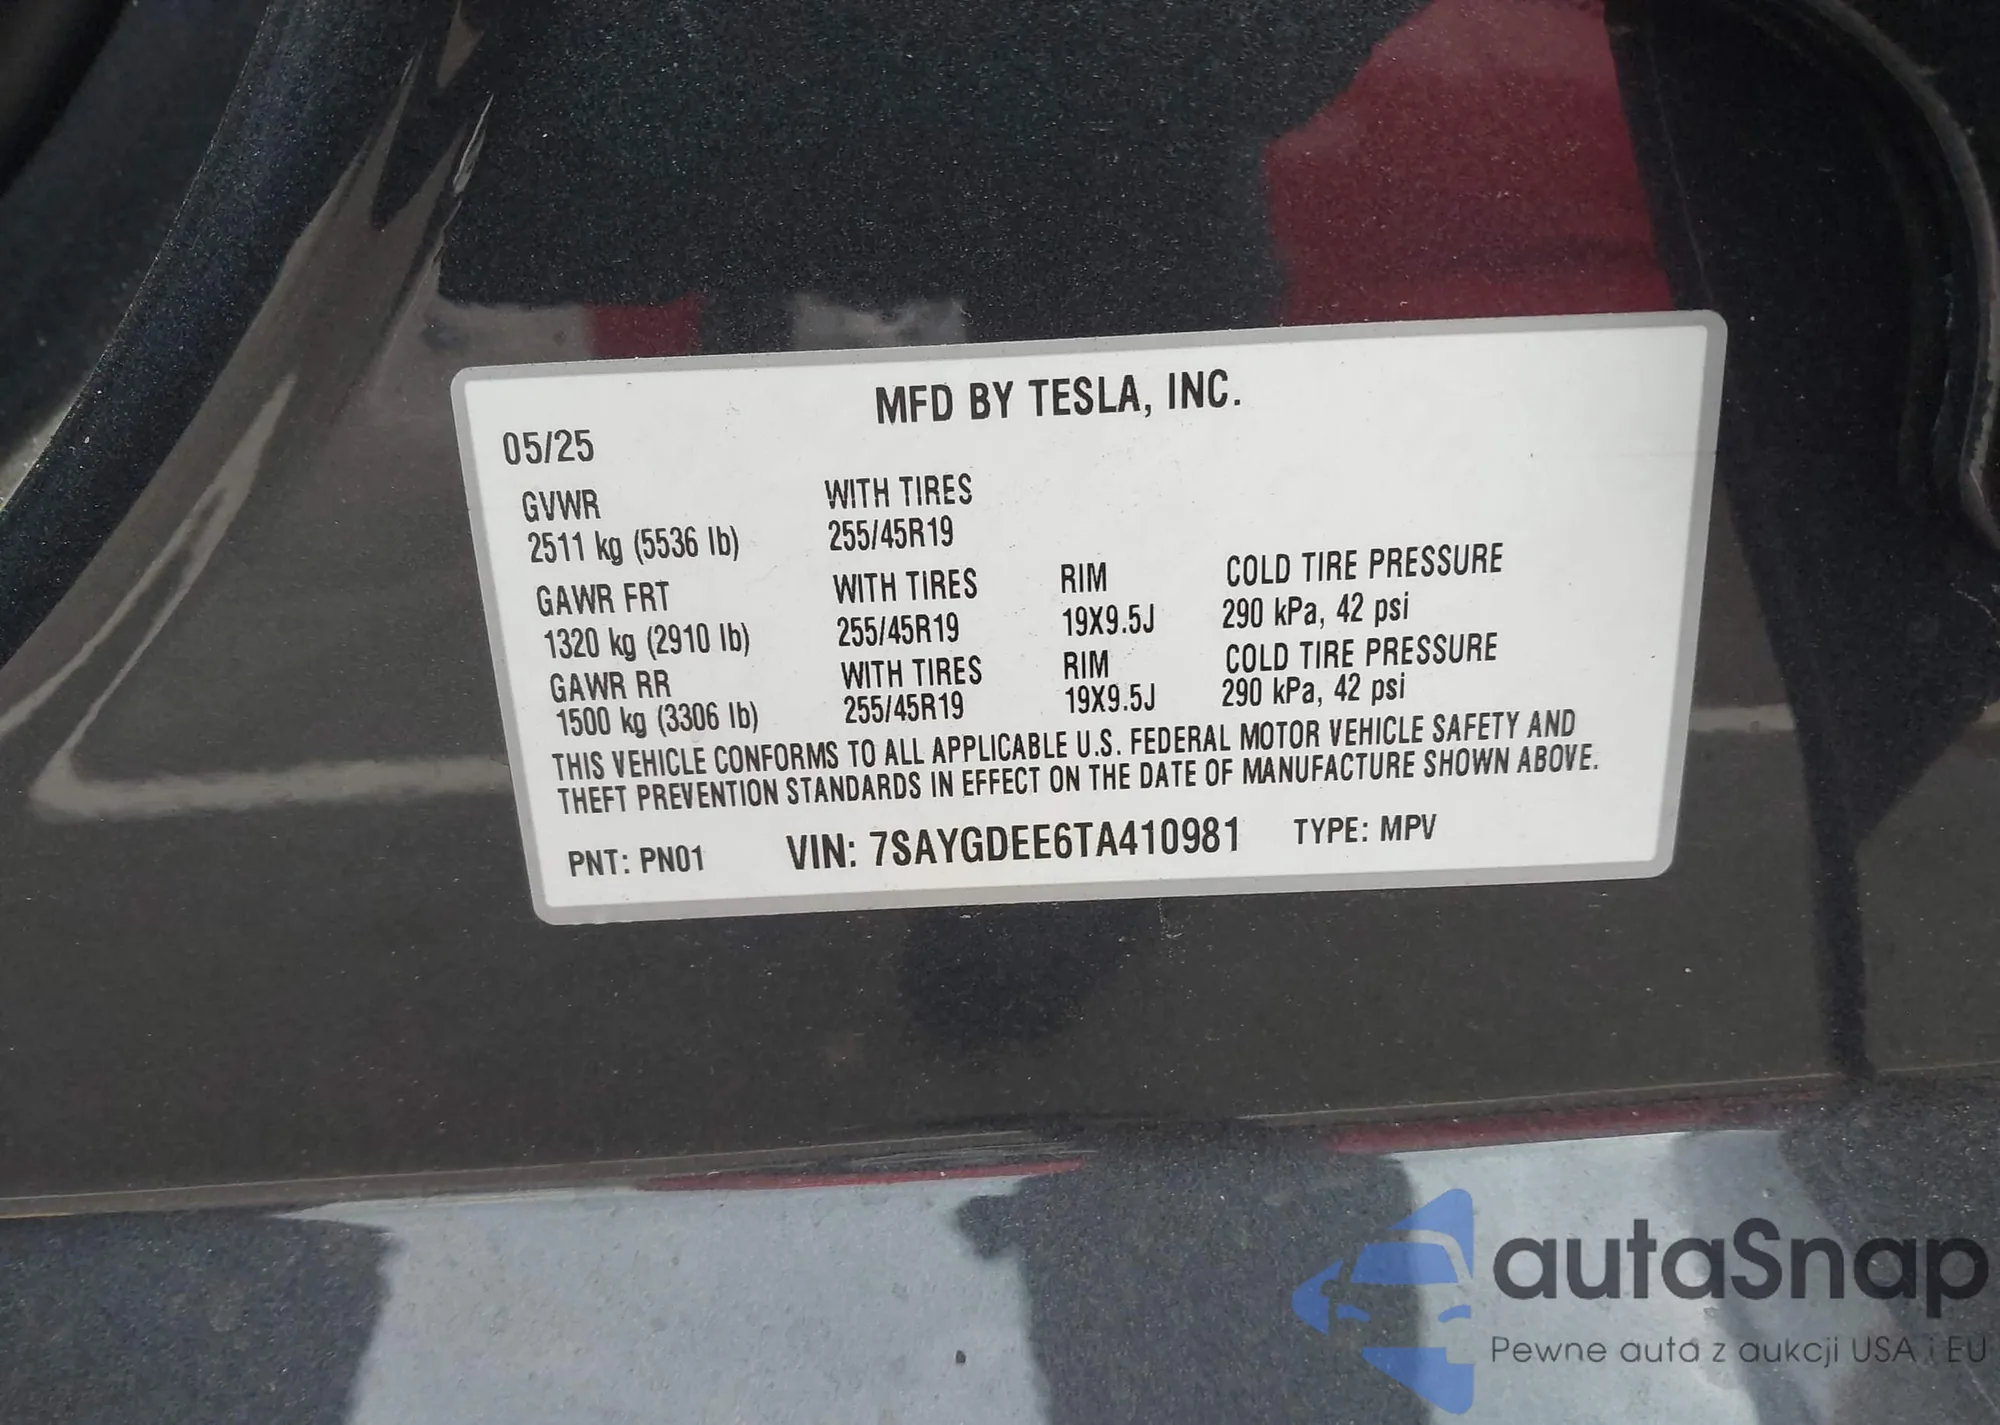 MFD BY TESLA, INC.
05/25
GVWR WITH TIRES
2511 kg (5536 lb) 255/45R19
GAWR FRT WITH TIRES RIM COLD TIRE PRESSURE
1320 kg (2910 lb) 255/45R19 19X9.5J 290 kPa, 42 psi
GAWR RR WITH TIRES RIM COLD TIRE PRESSURE
1500 kg (3306 lb) 255/45R19 19X9.5J 290 kPa, 42 psi
THIS VEHICLE CONFORMS TO ALL APPLICABLE U.S. FEDERAL MOTOR VEHICLE SAFETY AND
THEFT PREVENTION STANDARDS IN EFFECT ON THE DATE OF MANUFACTURE SHOWN ABOVE.
PNT: PN01 VIN: 7SAYGDEE6TA410981 TYPE: MPV
autaSnap
Pewne auta z aukcji USA i EU